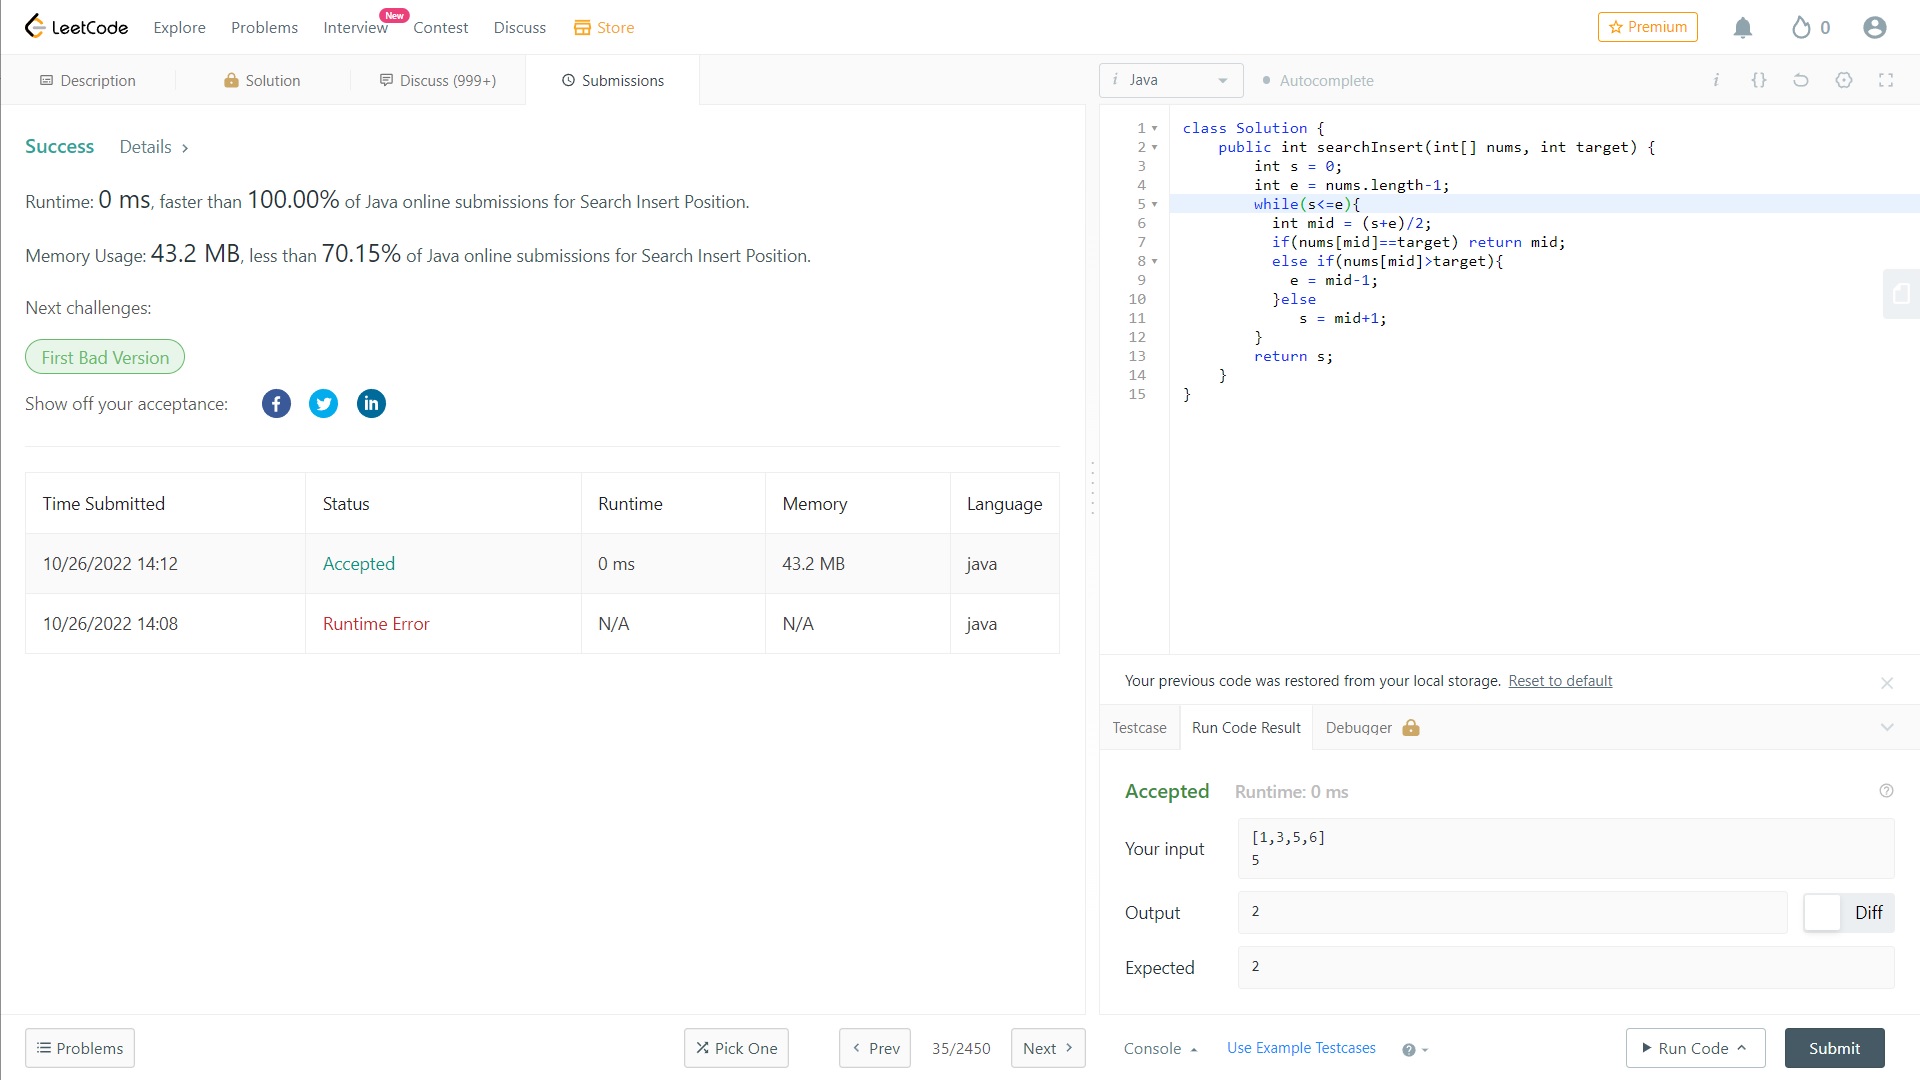 LeetCode
Explore
Problems
Interview
New
Contest
Discuss
Store
Premium
0
Description
Solution
Discuss (999+)
Submissions
i Java
Autocomplete
i
{}
Success
Details
Runtime: 0 ms, faster than 100.00% of Java online submissions for Search Insert Position.
Memory Usage: 43.2 MB, less than 70.15% of Java online submissions for Search Insert Position.
Next challenges:
First Bad Version
Show off your acceptance:
f
in
Time Submitted Status Runtime Memory Language
10/26/2022 14:12 Accepted 0 ms 43.2 MB java
10/26/2022 14:08 Runtime Error N/A N/A java
1 class Solution {
2 public int searchInsert(int[] nums, int target) {
3 int s = 0;
4 int e = nums.length-1;
5 while(s<=e){
6 int mid = (s+e)/2;
7 if(nums[mid]==target) return mid;
8 else if(nums[mid]>target){
9 e = mid-1;
10 }else
11 s = mid+1;
12 }
13 return s;
14 }
15 }
Your previous code was restored from your local storage. Reset to default
Testcase
Run Code Result
Debugger
Accepted
Runtime: 0 ms
?
Your input
[1,3,5,6]
5
Output
2
Diff
Expected
2
Problems
Pick One
Prev
35/2450
Next
Console
Use Example Testcases
?
Run Code
Submit